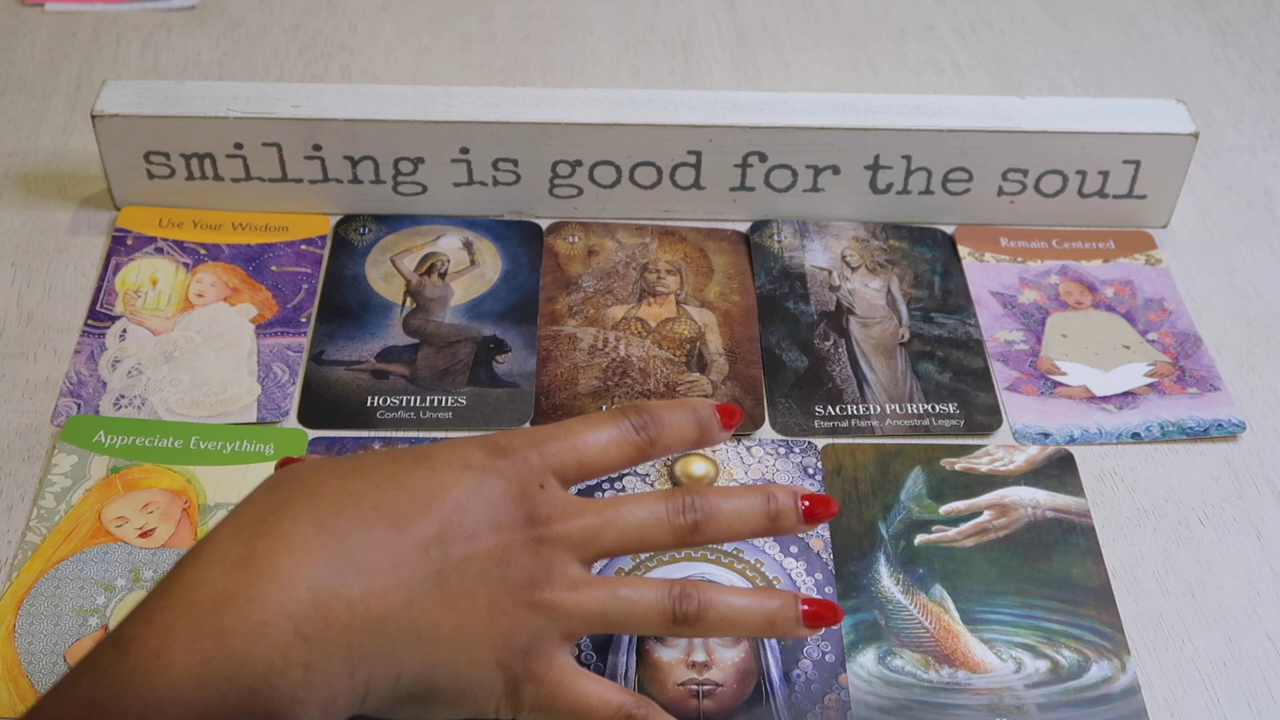 smiling is good for the soul
Use Your Wisdom
HOSTILITIES
Conflict, Unrest
SACRED PURPOSE
Eternal Flame, Ancestral Legacy
Remain Centered
Appreciate Everything